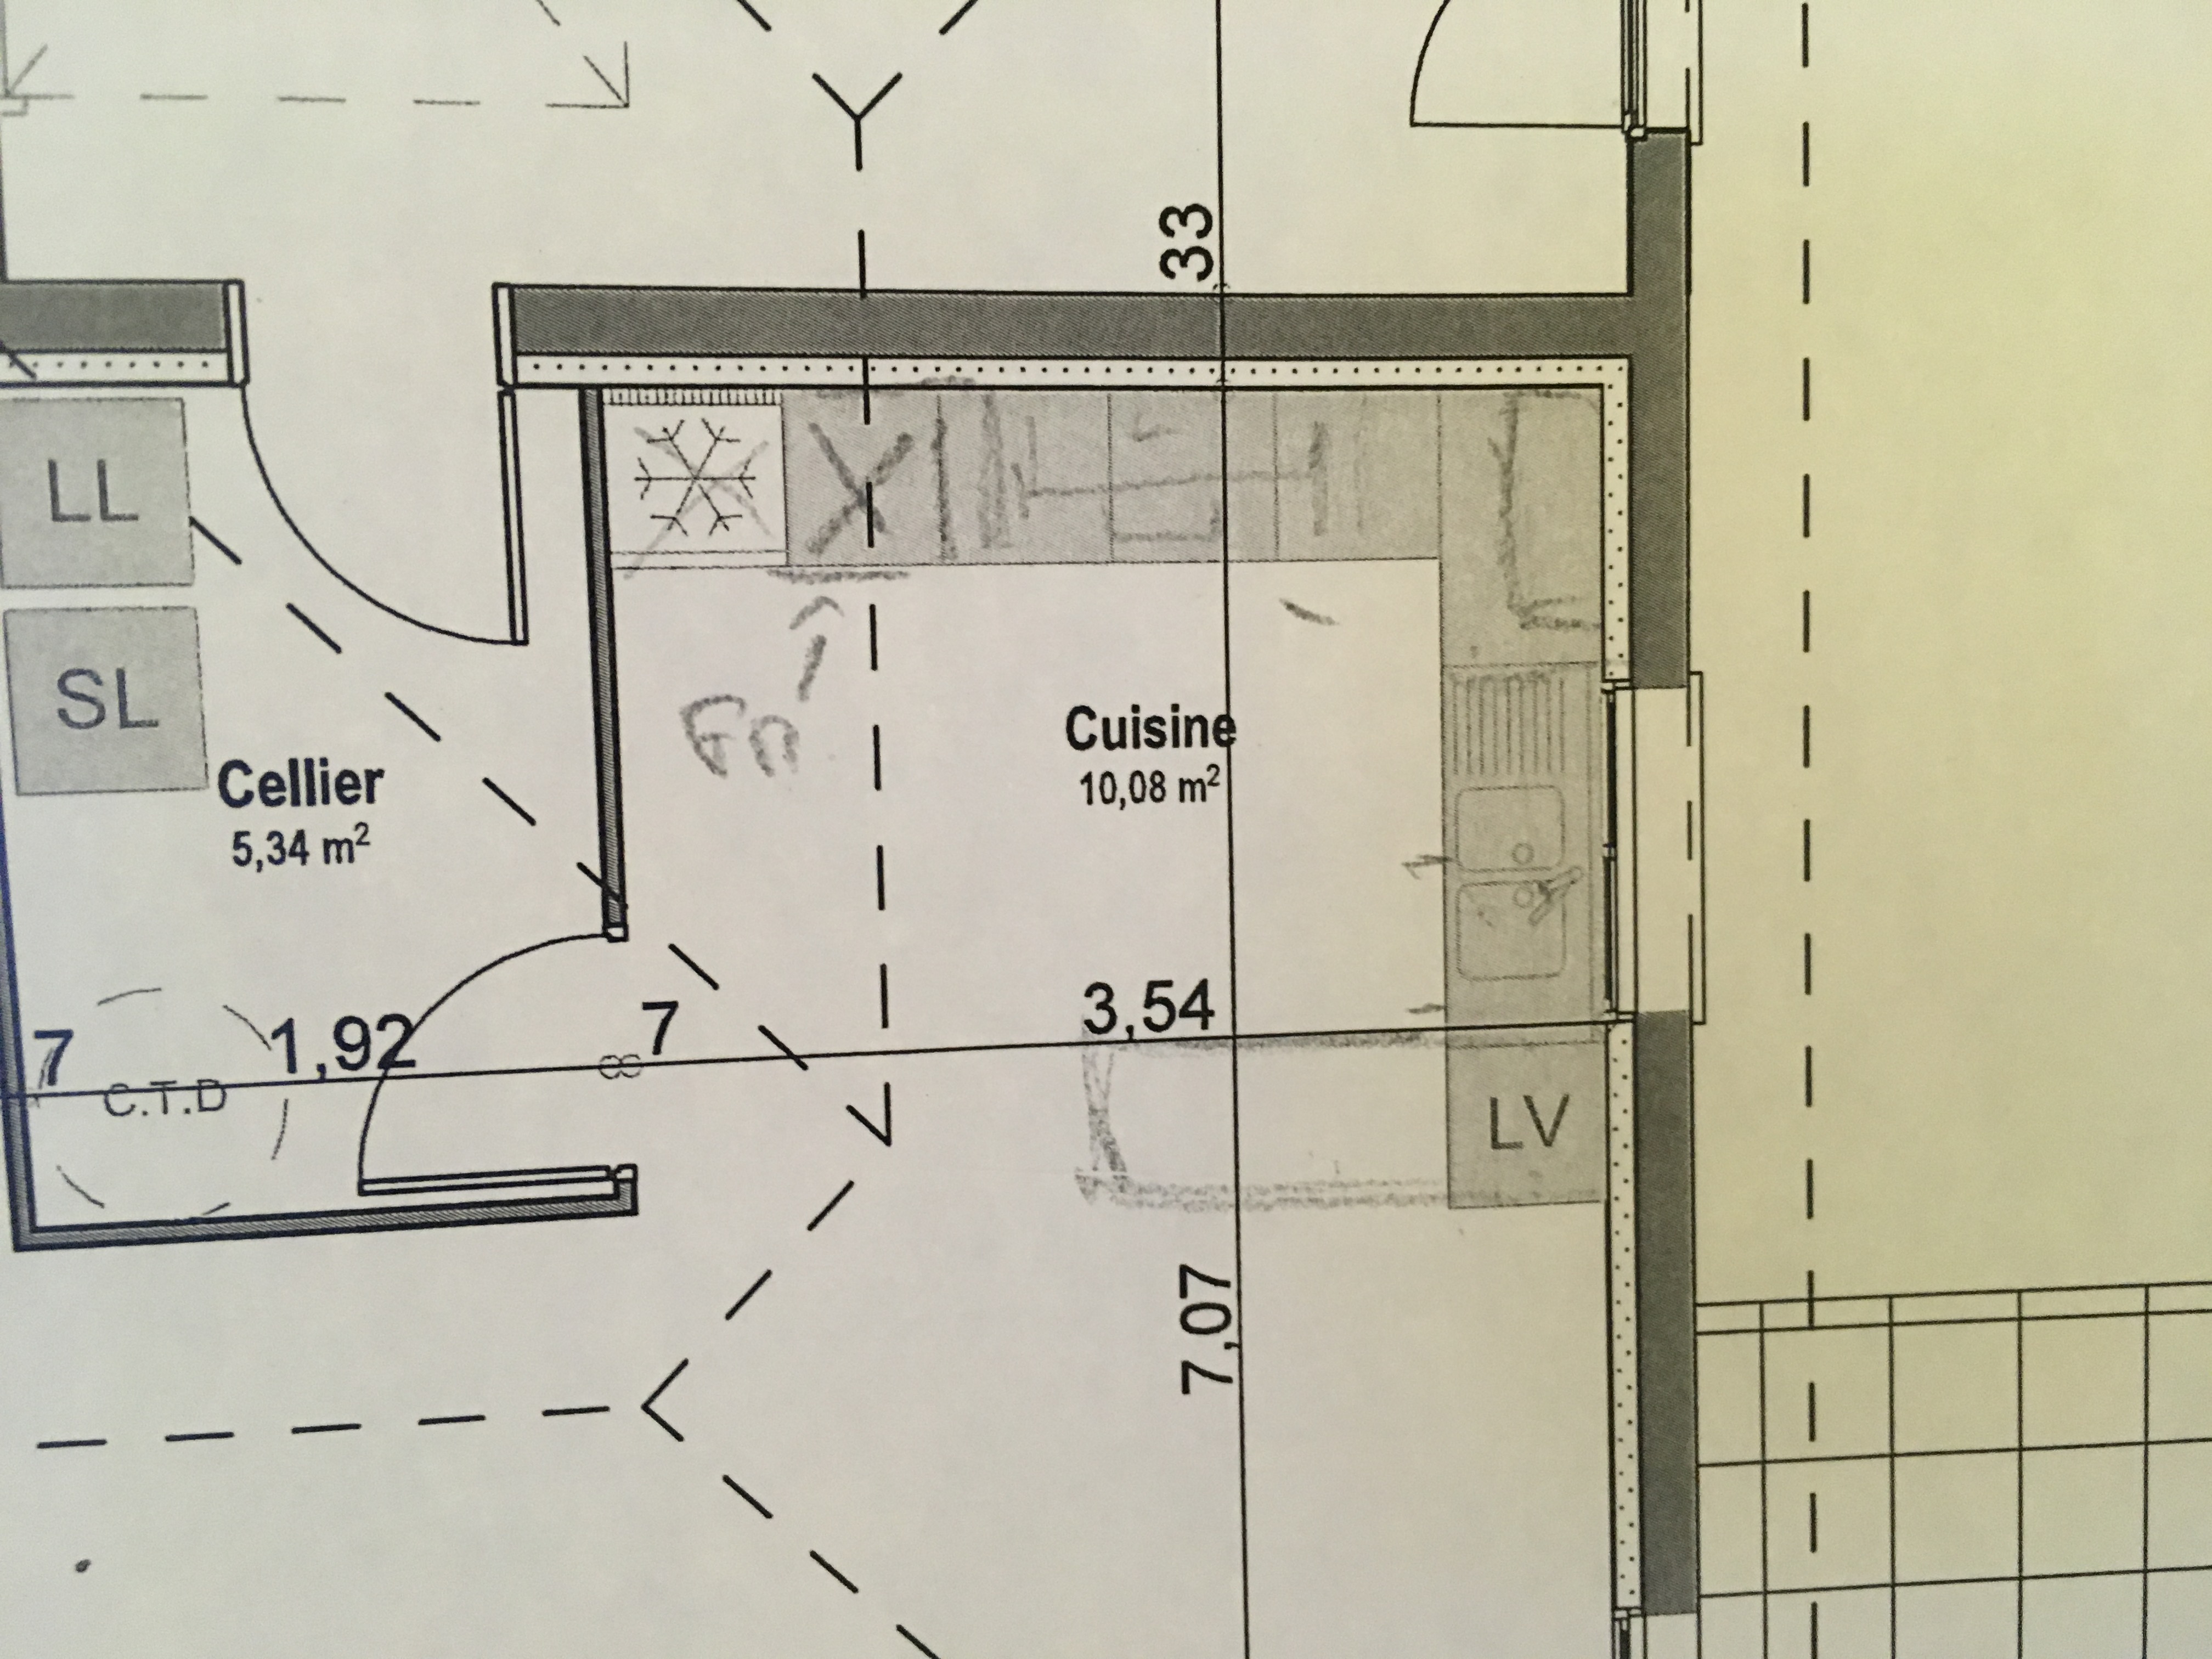 33
LL
SL
Cellier
5,34 m²
Cuisine
10,08 m²
7
1,92
7
3,54
C.T.D
LV
7,07